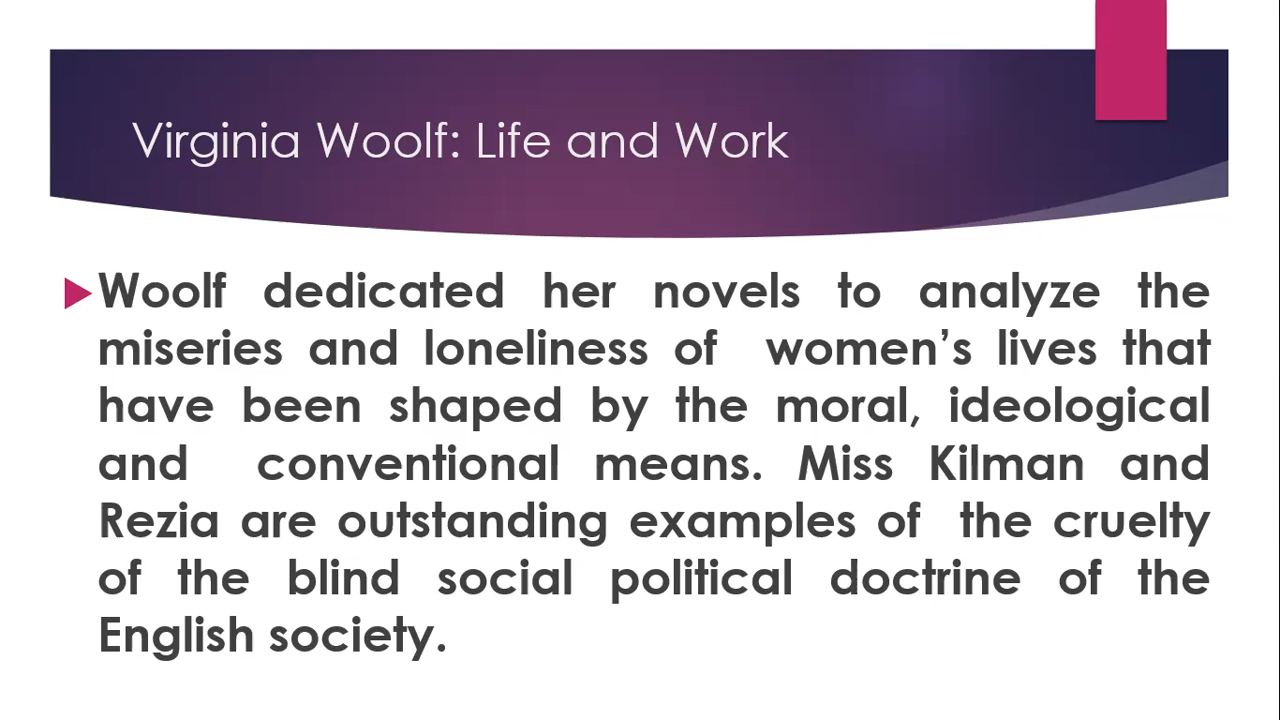 Virginia Woolf: Life and Work
Woolf dedicated her novels to analyze the
miseries and loneliness of women’s lives that
have been shaped by the moral, ideological
and conventional means. Miss Kilman and
Rezia are outstanding examples of the cruelty
of the blind social political doctrine of the
English society.